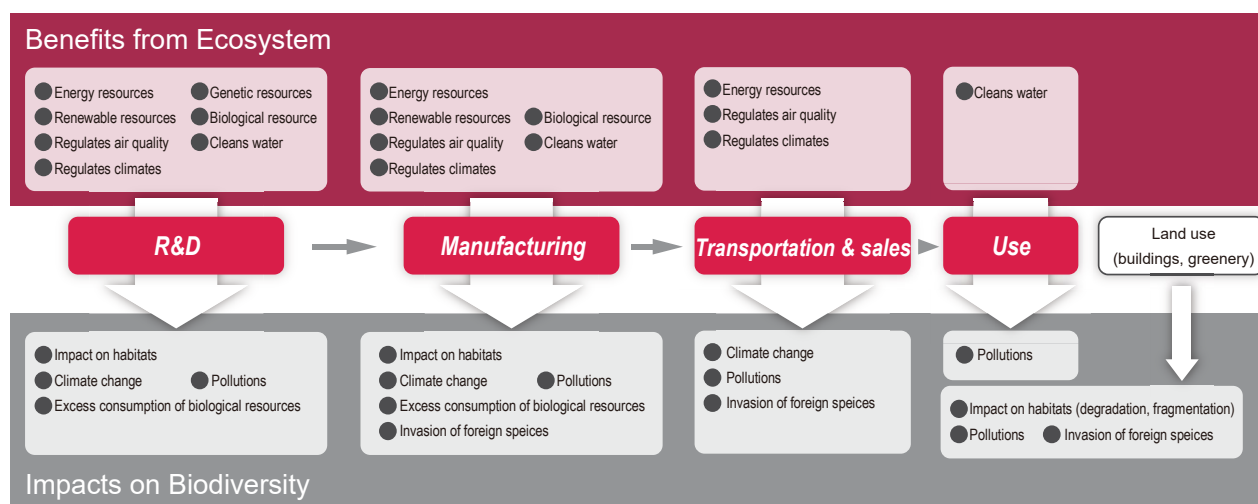 Benefits from Ecosystem
Energy resources
Genetic resources
Renewable resources
Biological resource
Regulates air quality
Cleans water
Regulates climates
Energy resources
Renewable resources
Biological resource
Regulates air quality
Cleans water
Regulates climates
Energy resources
Regulates air quality
Regulates climates
Cleans water
R&D
Manufacturing
Transportation & sales
Use
Land use
(buildings, greenery)
Impact on habitats
Climate change
Pollutions
Excess consumption of biological resources
Impact on habitats
Climate change
Pollutions
Excess consumption of biological resources
Invasion of foreign speices
Climate change
Pollutions
Invasion of foreign speices
Pollutions
Impact on habitats (degradation, fragmentation)
Pollutions
Invasion of foreign speices
Impacts on Biodiversity